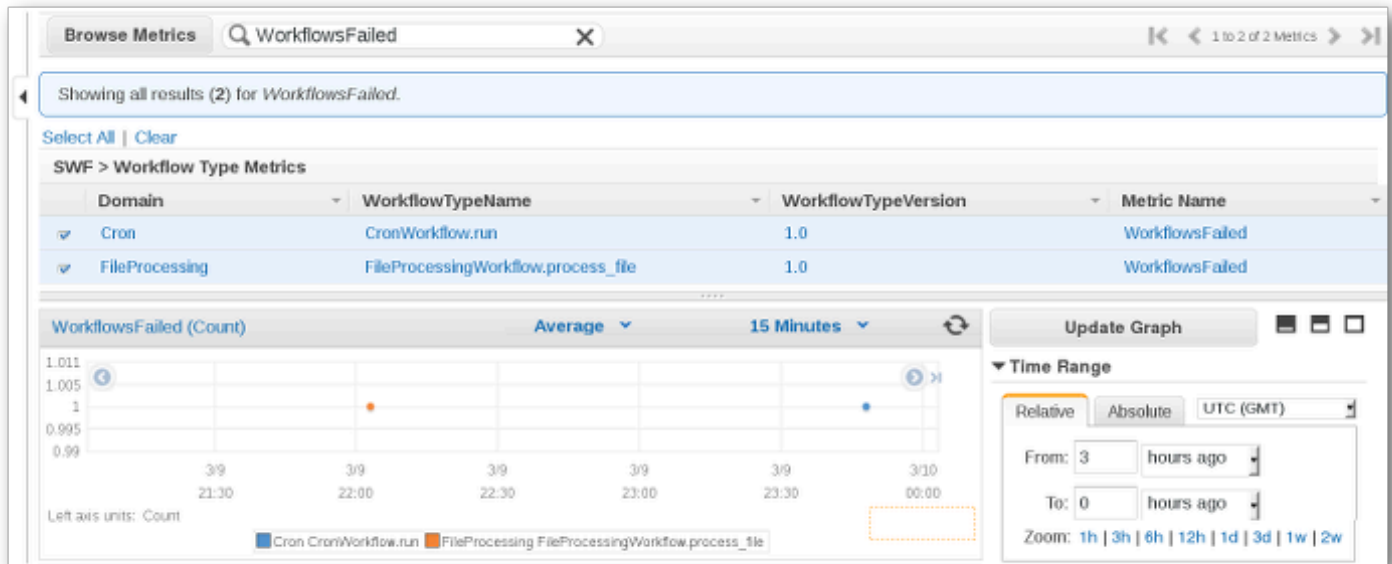 Browse Metrics WorkflowsFailed 1 to 2 of 2 Metrics
Showing all results (2) for WorkflowsFailed.
Select All | Clear
SWF > Workflow Type Metrics
Domain WorkflowTypeName WorkflowTypeVersion Metric Name
Cron CronWorkflow.run 1.0 WorkflowsFailed
FileProcessing FileProcessingWorkflow.process_file 1.0 WorkflowsFailed
WorkflowsFailed (Count) Average 15 Minutes Update Graph
Time Range
1.011
1.005
1
0.995
0.99
3/9 3/9 3/9 3/9 3/9 3/10
21:30 22:00 22:30 23:00 23:30 00:00
Left axis units: Count
Cron CronWorkflow.run FileProcessing FileProcessingWorkflow.process_file
Relative Absolute UTC (GMT)
From: 3 hours ago
To: 0 hours ago
Zoom: 1h | 3h | 6h | 12h | 1d | 3d | 1w | 2w